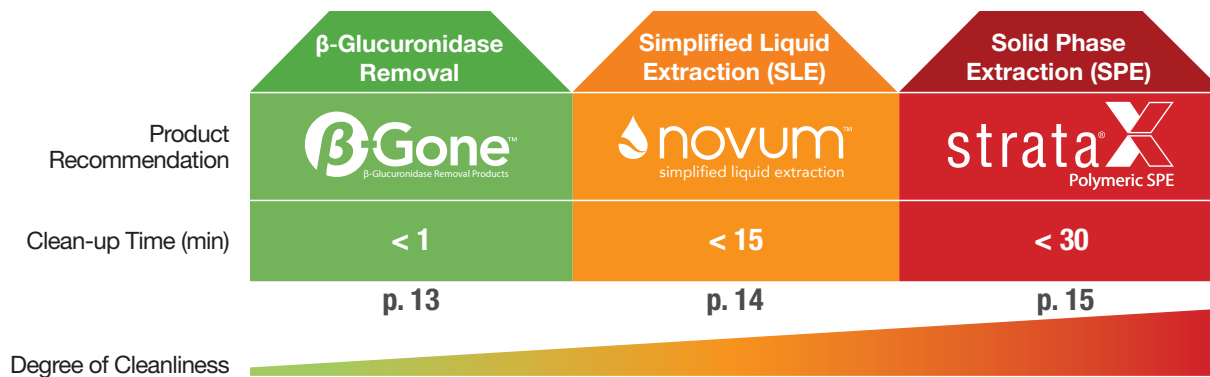 β-Glucuronidase
Removal
Simplified Liquid
Extraction (SLE)
Solid Phase
Extraction (SPE)
Product
Recommendation
β-Gone™
β-Glucuronidase Removal Products
novum™
simplified liquid extraction
strata® X
Polymeric SPE
Clean-up Time (min)
< 1
< 15
< 30
p. 13
p. 14
p. 15
Degree of Cleanliness